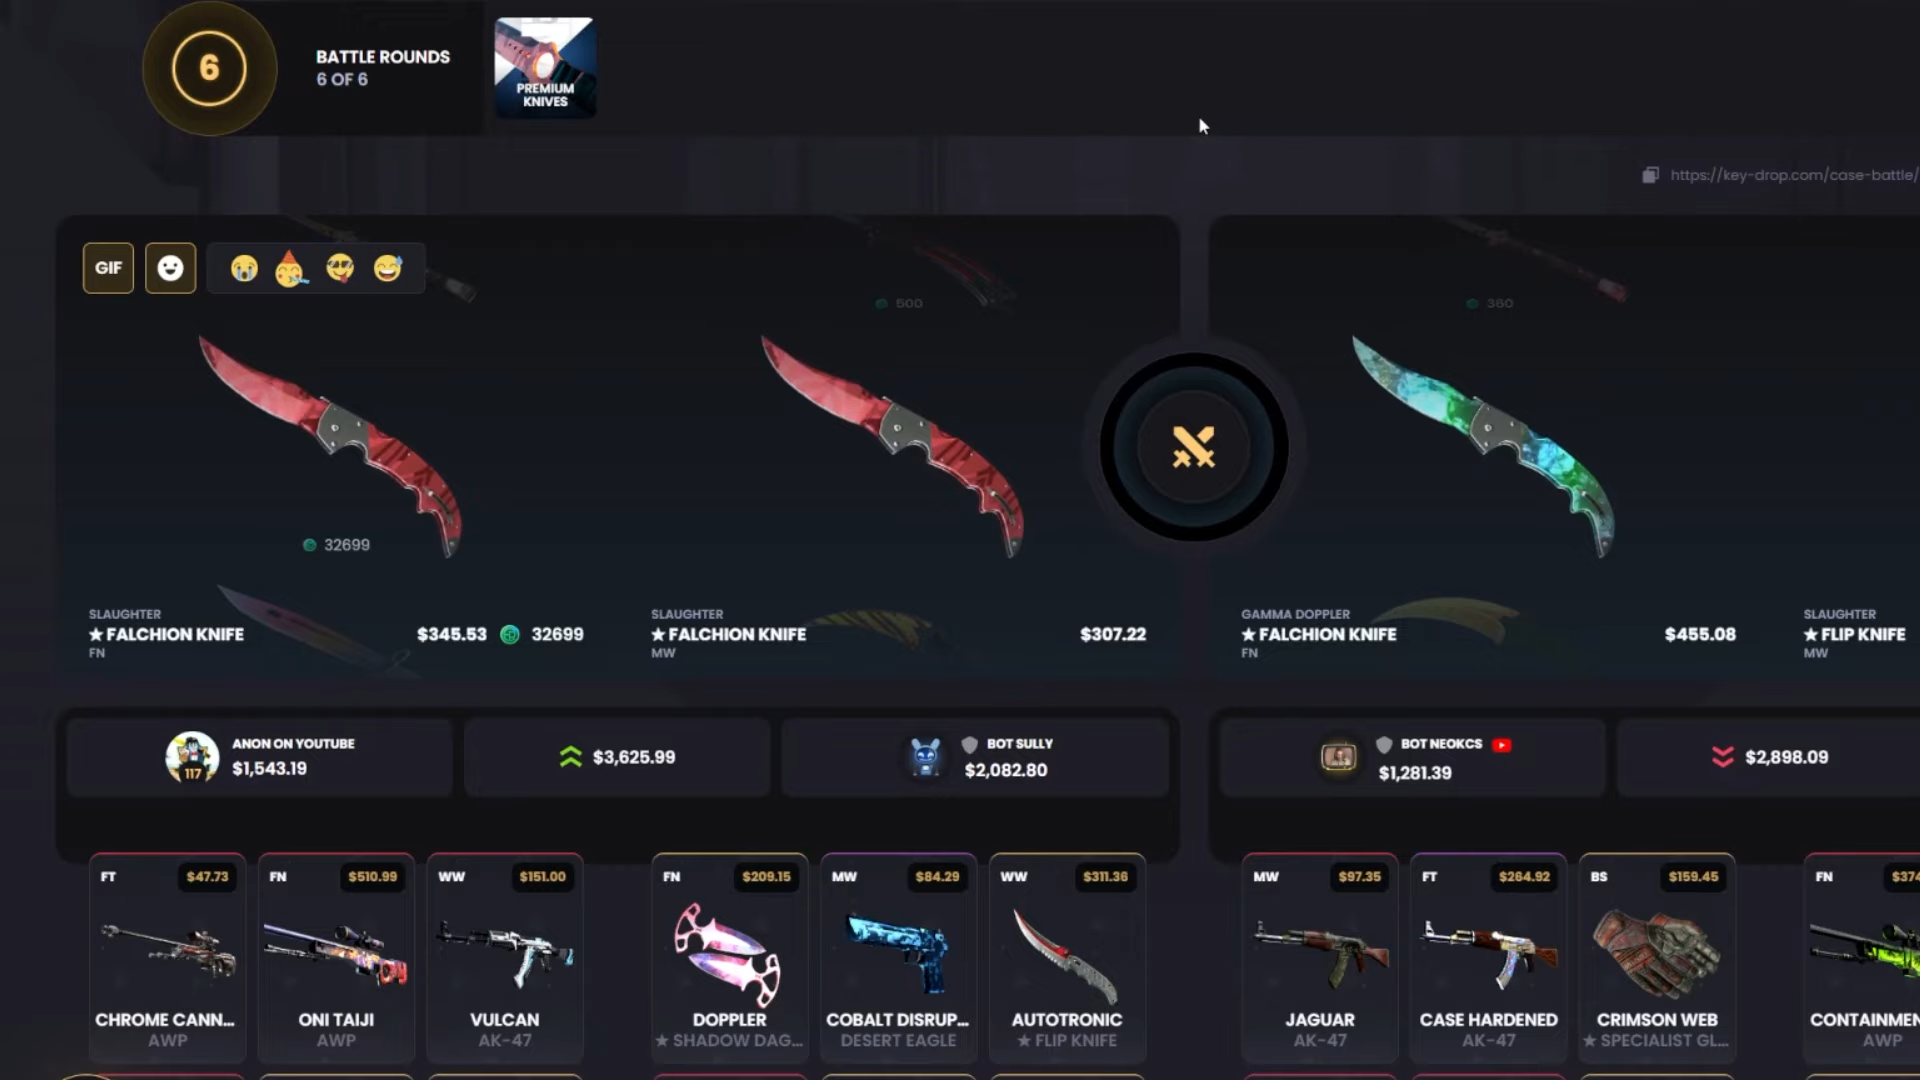 6
BATTLE ROUNDS
6 OF 6
PREMIUM
KNIVES
https://key-drop.com/case-battle/
GIF
500
360
32699
SLAUGHTER
★ FALCHION KNIFE
FN
$345.53 32699
SLAUGHTER
★ FALCHION KNIFE
MW
$307.22
GAMMA DOPPLER
★ FALCHION KNIFE
FN
$455.08
SLAUGHTER
★ FLIP KNIFE
MW
117
ANON ON YOUTUBE
$1,543.19
$3,625.99
BOT SULLY
$2,082.80
BOT NEOKCS
$1,281.39
$2,898.09
FT $47.73
CHROME CANN...
AWP
FN $510.99
ONI TAIJI
AWP
WW $151.00
VULCAN
AK-47
FN $209.15
DOPPLER
★ SHADOW DAG...
MW $84.29
COBALT DISRUP...
DESERT EAGLE
WW $311.36
AUTOTRONIC
★ FLIP KNIFE
MW $97.35
JAGUAR
AK-47
FT $264.92
CASE HARDENED
AK-47
BS $159.45
CRIMSON WEB
★ SPECIALIST GL...
FN $374
CONTAINMEN
AWP